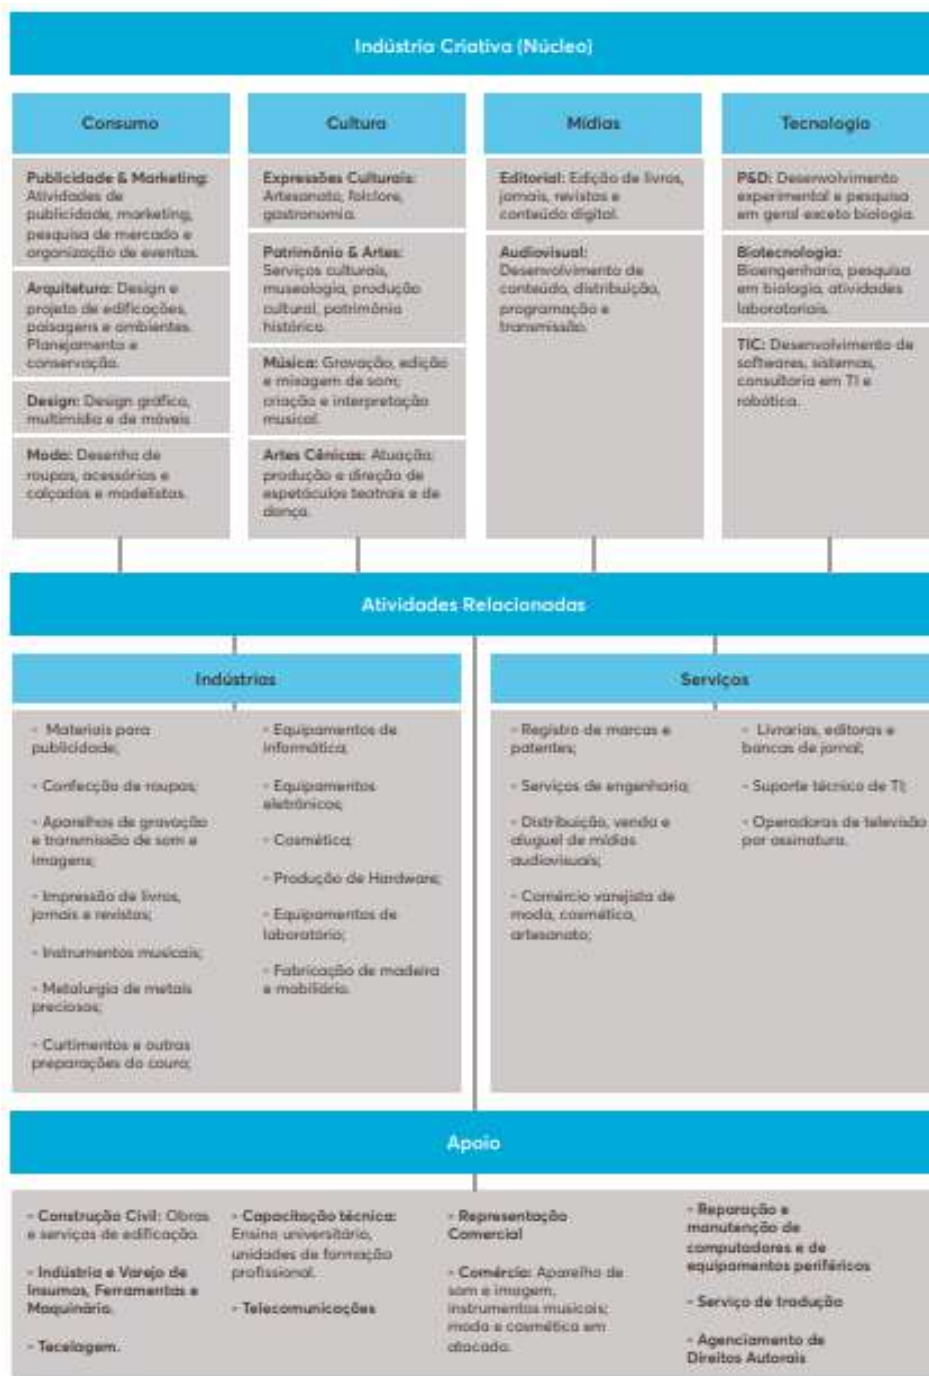 Indústria Criativa (Núcleo)
Consumo
Publicidade & Marketing:
Atividades de
publicidade, marketing,
pesquisa de mercado e
organização de eventos.
Arquitetura: Design e
projeto de edificações,
paisagens e ambientes.
Planejamento e
conservação.
Design: Design gráfico,
multimídia e de móveis
Moda: Desenho de
roupas, acessórios e
calçados e modelistas.
Cultura
Expressões Culturais:
Artesanato, folclore,
gastronomia.
Patrimônio & Artes:
Serviços culturais,
museologia, produção
cultural, patrimônio
histórico.
Música: Gravação, edição
e mixagem de som;
criação e interpretação
musical.
Artes Cênicas: Atuação;
produção e direção de
espetáculos teatrais e de
dança.
Mídias
Editorial: Edição de livros,
jornais, revistas e
conteúdo digital.
Audiovisual:
Desenvolvimento de
conteúdo, distribuição,
programação e
transmissão.
Tecnologia
P&D: Desenvolvimento
experimental e pesquisa
em geral exceto biologia.
Biotecnologia:
Bioengenharia, pesquisa
em biologia, atividades
laboratoriais.
TIC: Desenvolvimento de
softwares, sistemas,
consultoria em TI e
robótica.
Atividades Relacionadas
Indústrias
- Materiais para
publicidade;
- Confecção de roupas;
- Aparelhos de gravação
e transmissão de som e
imagens;
- Impressão de livros,
jornais e revistas;
- Instrumentos musicais;
- Metalurgia de metais
preciosos;
- Curtimentos e outras
preparações do couro;
- Equipamentos de
informática;
- Equipamentos
eletrônicos;
- Cosmética;
- Produção de Hardware;
- Equipamentos de
laboratório;
- Fabricação de madeira
e mobiliário.
Serviços
- Registro de marcas e
patentes;
- Serviços de engenharia;
- Distribuição, venda e
aluguel de mídias
audiovisuais;
- Comércio varejista de
moda, cosmética,
artesanato;
- Livrarias, editoras e
bancas de jornal;
- Suporte técnico de TI;
- Operadoras de televisão
por assinatura.
Apoio
- Construção Civil: Obras
e serviços de edificação.
- Indústria e Varejo de
Insumos, Ferramentas e
Maquinário.
- Tecelagem.
- Capacitação técnica:
Ensino universitário,
unidades de formação
profissional.
- Telecomunicações
- Representação
Comercial
- Comércio: Aparelho de
som e imagem,
instrumentos musicais;
moda e cosmética em
atacado.
- Reparação e
manutenção de
computadores e de
equipamentos periféricos
- Serviço de tradução
- Agenciamento de
Direitos Autorais